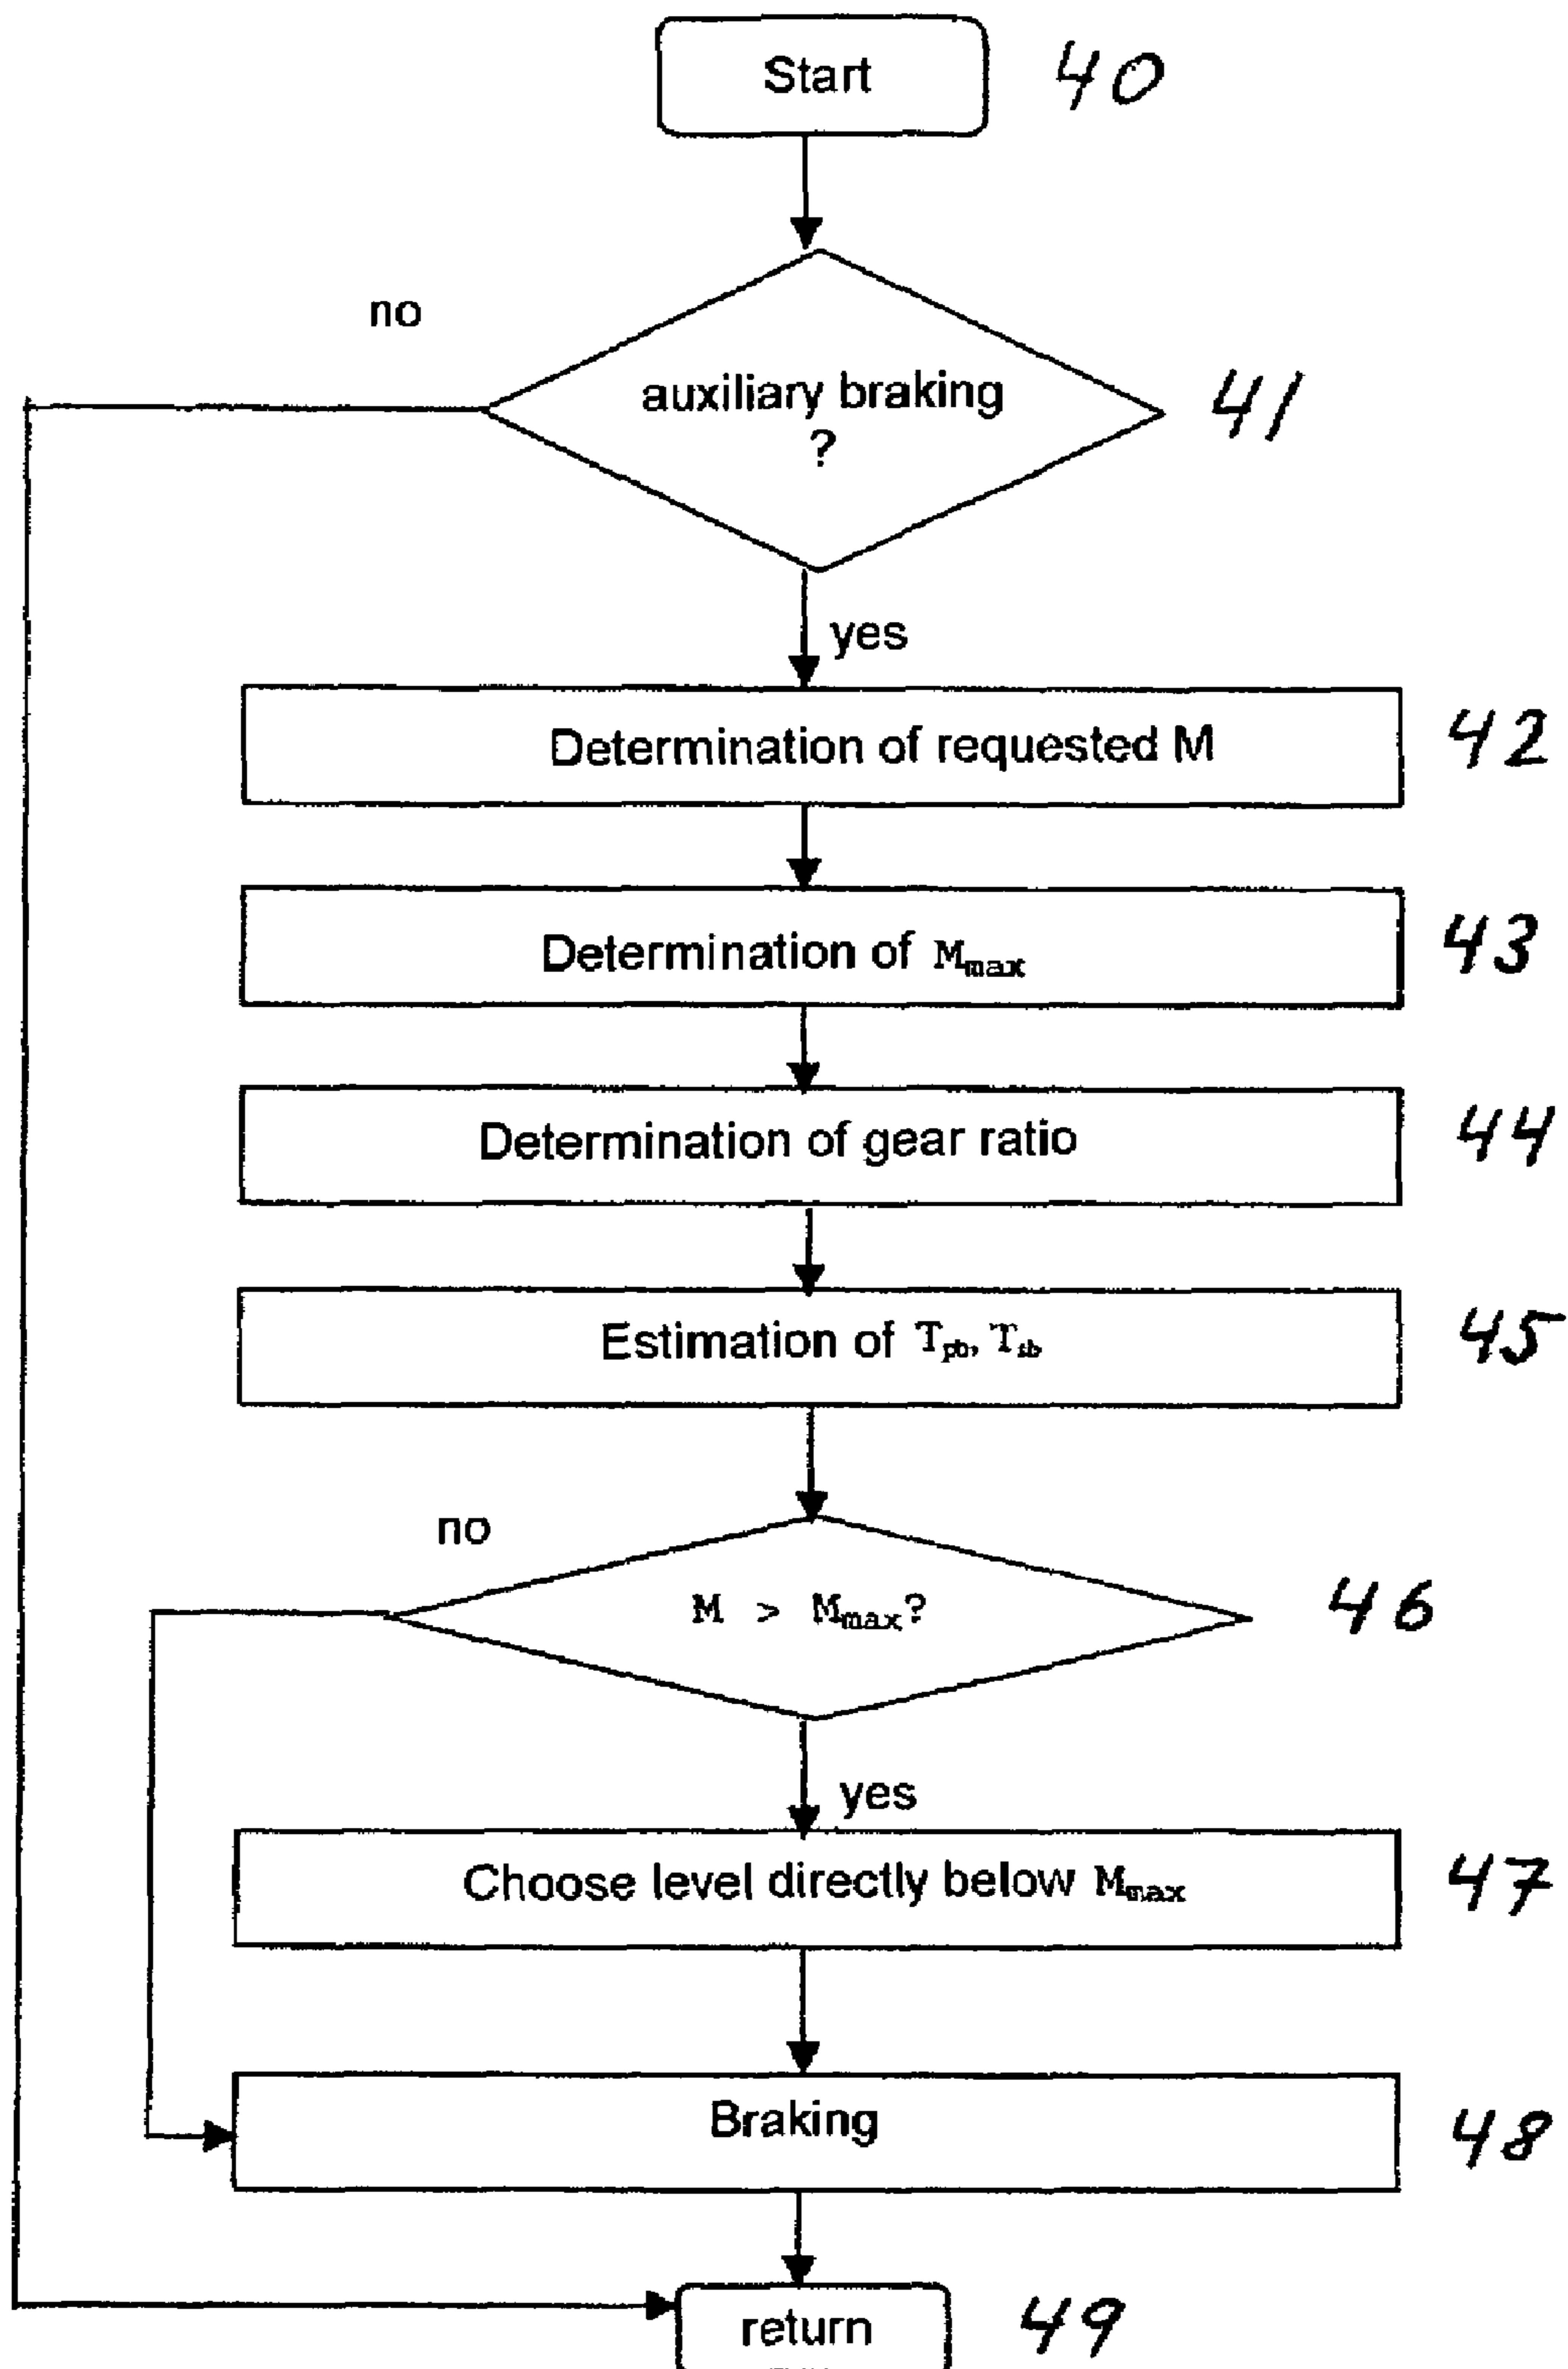 Start 40
no
auxiliary braking 41
?
yes
Determination of requested M 42
Determination of Mmax 43
Determination of gear ratio 44
Estimation of Tpb, Tsb 45
no
M > Mmax? 46
yes
Choose level directly below Mmax 47
Braking 48
return 49